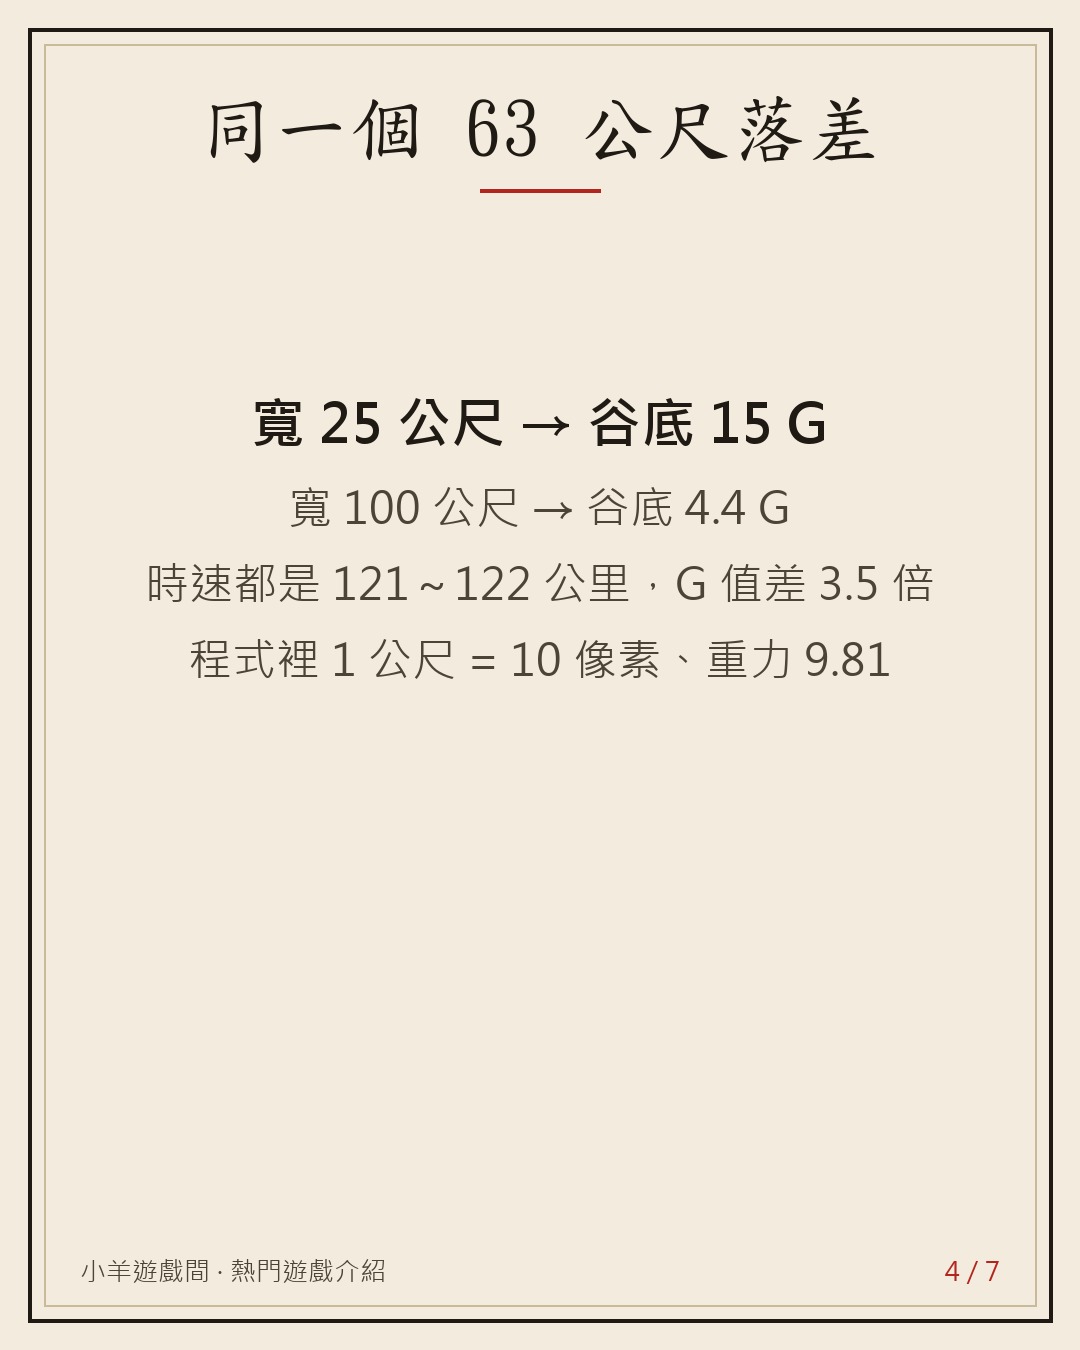 同一個 63 公尺落差
寬 25 公尺 → 谷底 15 G
寬 100 公尺 → 谷底 4.4 G
時速都是 121 ~ 122 公里，G 值差 3.5 倍
程式裡 1 公尺 = 10 像素、重力 9.81
小羊遊戲間 · 熱門遊戲介紹
4 / 7